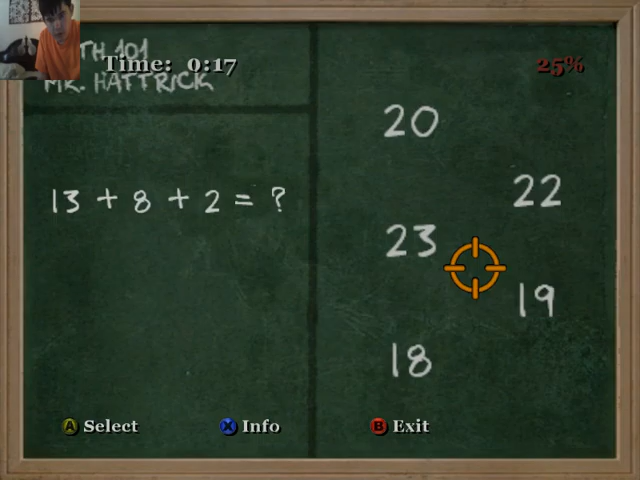 TH 101
Time: 0:17
25%
MR. HATTRICK
13 + 8 + 2 = ?
20
22
23
19
18
A Select
X Info
B Exit